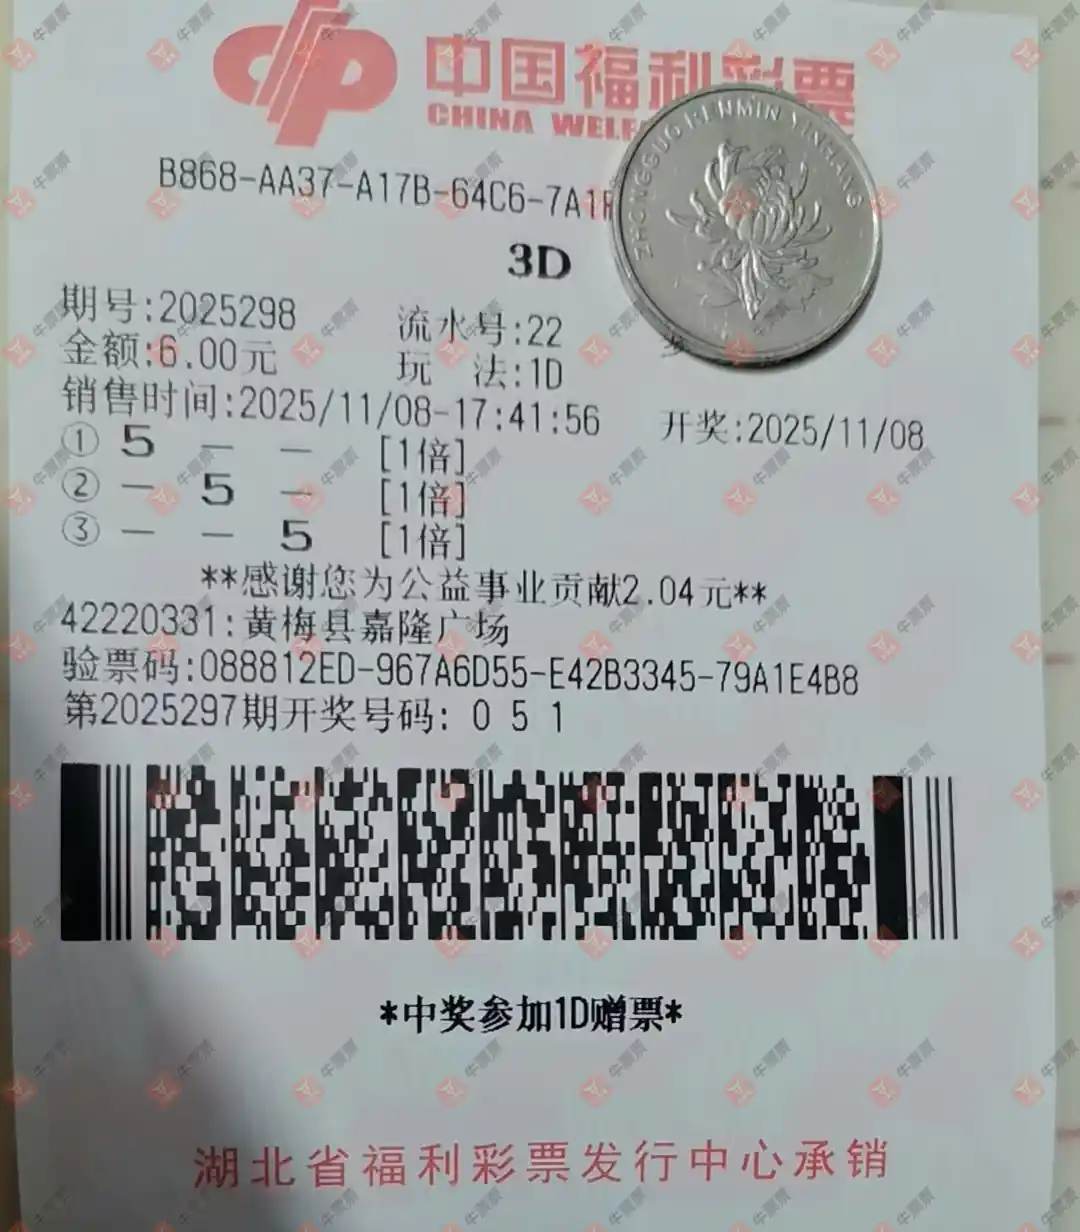 中国福利彩票
CHINA WELF
ZHONGGUO RENMIN YINHANG
B868-AA37-A17B-64C6-7A1
3D
期号:2025298 流水号:22
金额:6.00元 玩 法:1D
销售时间:2025/11/08-17:41:56 开奖:2025/11/08
① 5 — — [1倍]
② — 5 — [1倍]
③ — — 5 [1倍]
**感谢您为公益事业贡献2.04元**
42220331:黄梅县嘉隆广场
验票码:088812ED-967A6D55-E42B3345-79A1E4B8
第2025297期开奖号码: 0 5 1
*中奖参加1D赠票*
湖北省福利彩票发行中心承销
牛票票